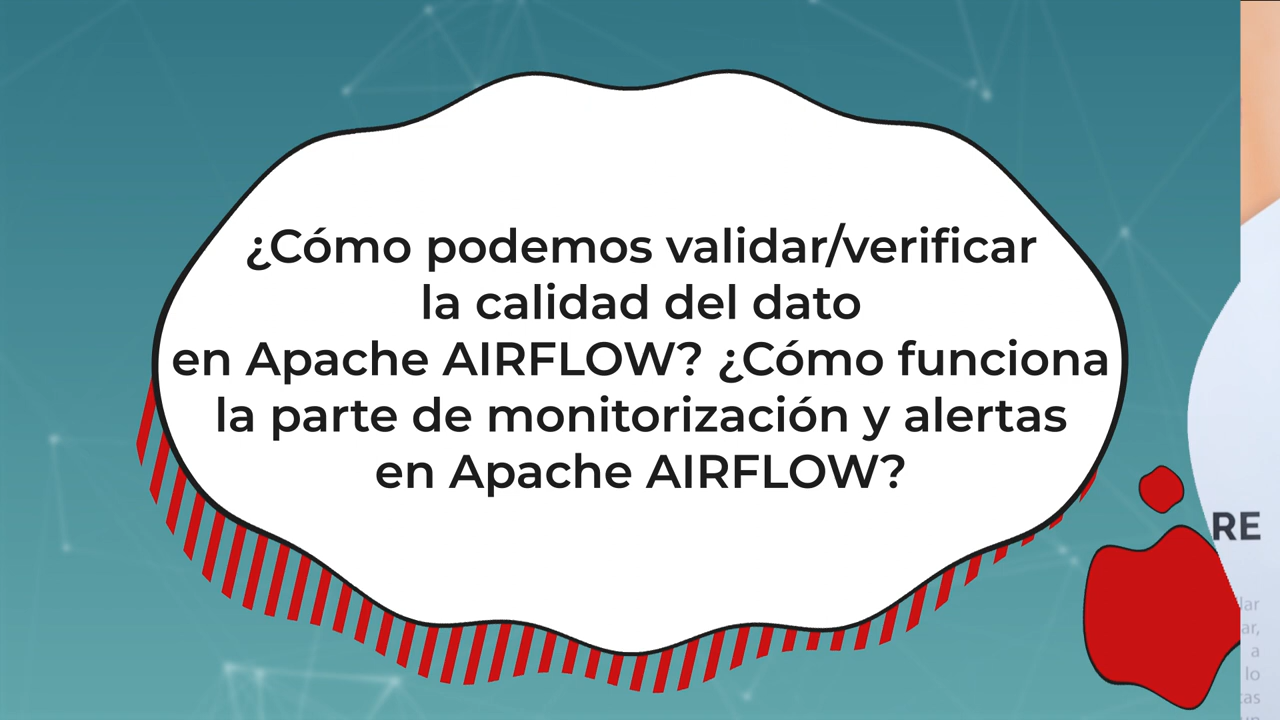 ¿Cómo podemos validar/verificar
la calidad del dato
en Apache AIRFLOW? ¿Cómo funciona
la parte de monitorización y alertas
en Apache AIRFLOW?
RE
a
lo